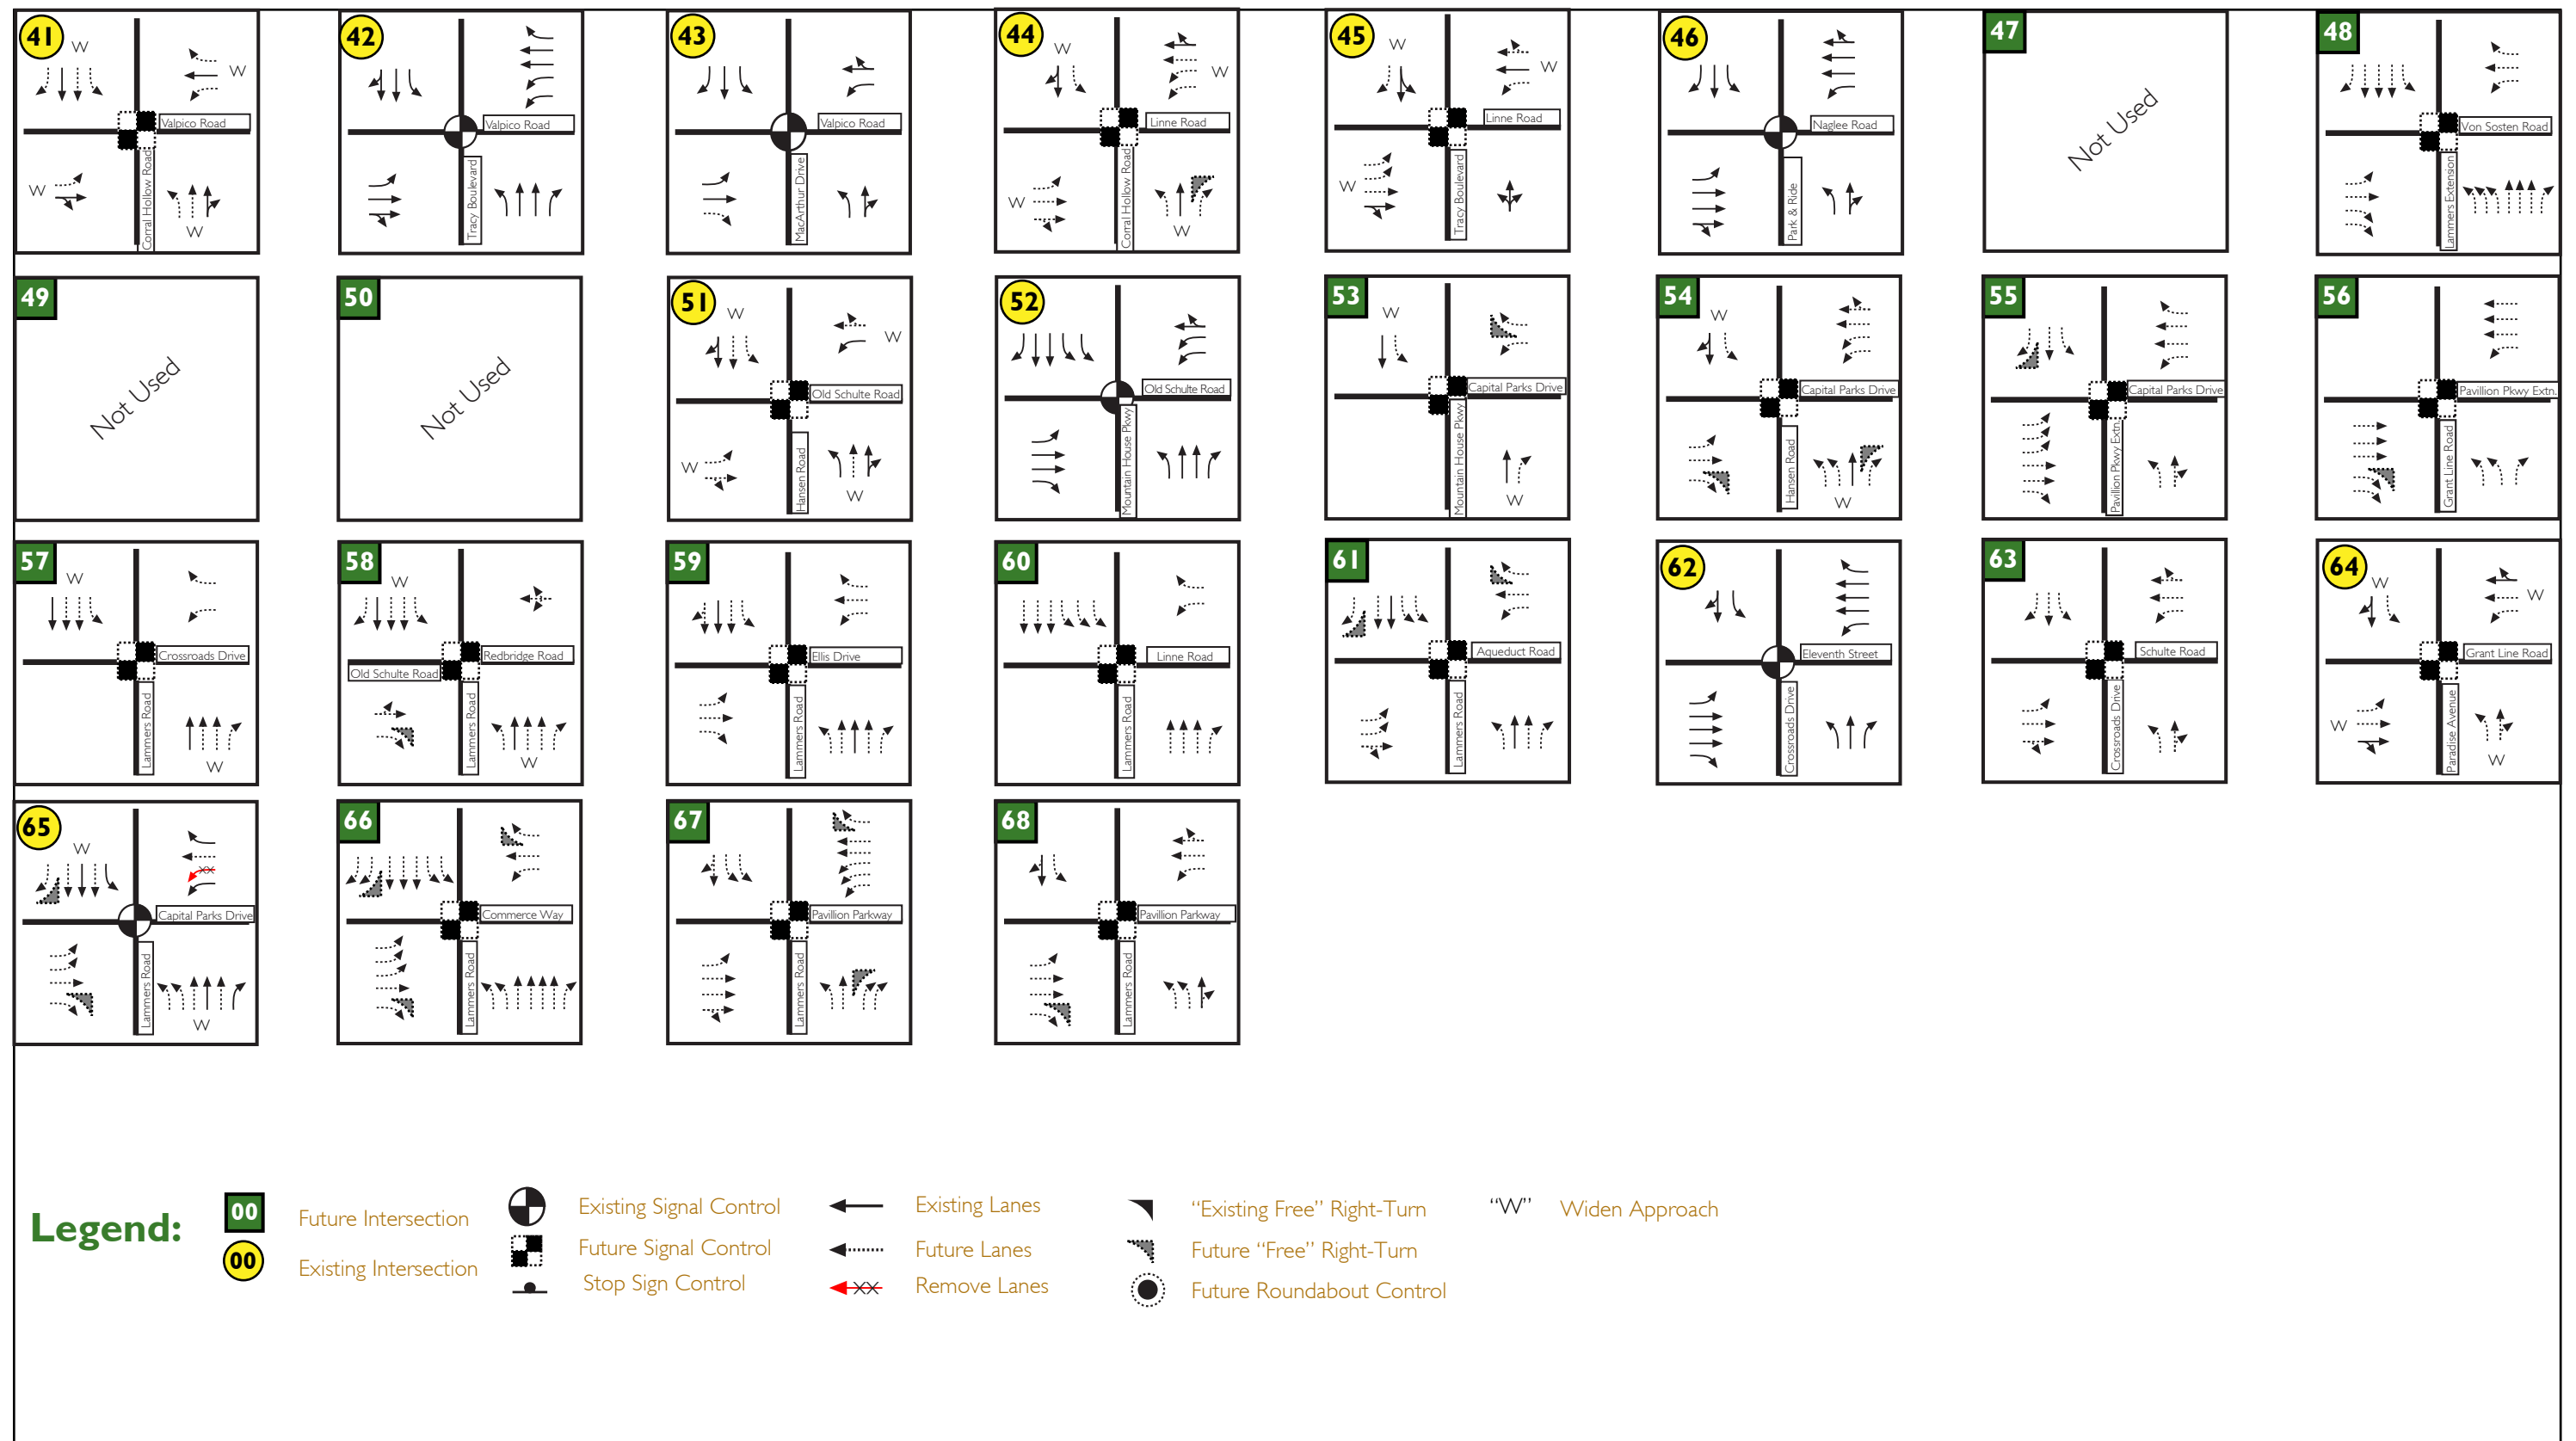 41
W
W
Valpico Road
W
W
Corral Hollow Road
42
Valpico Road
Tracy Boulevard
43
Valpico Road
MacArthur Drive
44
W
W
Linne Road
W
W
Corral Hollow Road
45
W
W
Linne Road
W
Tracy Boulevard
46
Naglee Road
Park & Ride
47
Not Used
48
Von Sosten Road
Lammers Extension
49
Not Used
50
Not Used
51
W
W
Old Schulte Road
W
W
Hansen Road
52
Old Schulte Road
Mountain House Pkwy
53
W
Capital Parks Drive
W
Mountain House Pkwy
54
W
Capital Parks Drive
W
Hansen Road
55
Capital Parks Drive
Pavillion Pkwy Extn.
56
Pavillion Pkwy Extn.
Grant Line Road
57
W
Crossroads Drive
W
Lammers Road
58
W
Redbridge Road
Old Schulte Road
W
Lammers Road
59
Ellis Drive
Lammers Road
60
Linne Road
Lammers Road
61
Aqueduct Road
Lammers Road
62
Eleventh Street
Crossroads Drive
63
Schulte Road
Crossroads Drive
64
W
W
Grant Line Road
W
W
Paradise Avenue
65
W
Capital Parks Drive
W
Lammers Road
66
Commerce Way
Lammers Road
67
Pavillion Parkway
Lammers Road
68
Pavillion Parkway
Lammers Road
Legend:
00 Future Intersection
00 Existing Intersection
Existing Signal Control
Future Signal Control
Stop Sign Control
Existing Lanes
Future Lanes
XX Remove Lanes
“Existing Free” Right-Turn
Future “Free” Right-Turn
Future Roundabout Control
“W” Widen Approach